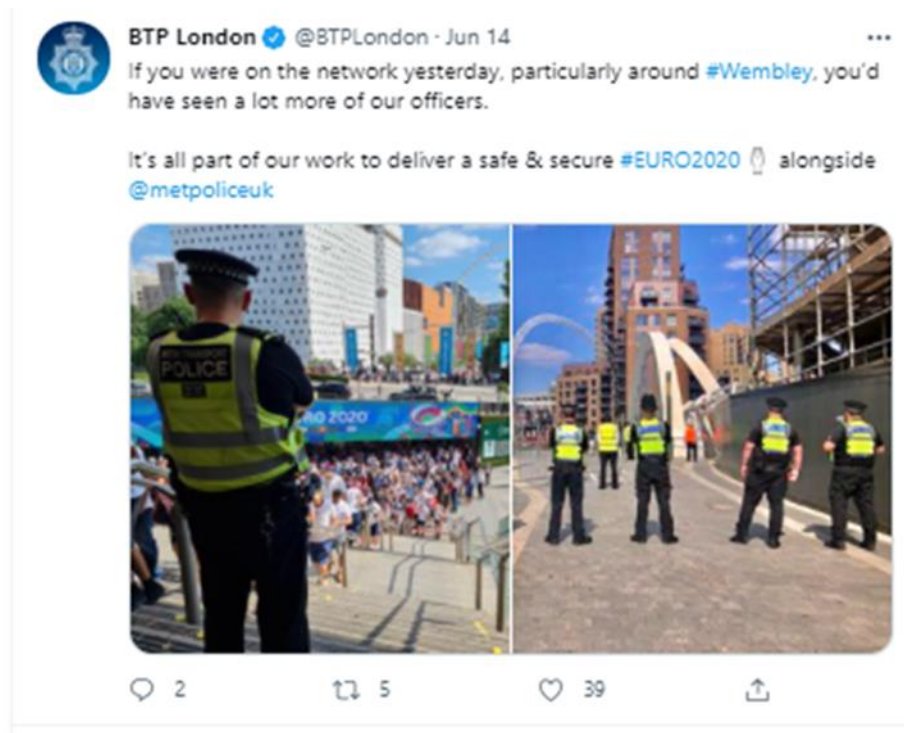 BTP London @BTPLondon · Jun 14
If you were on the network yesterday, particularly around #Wembley, you'd
have seen a lot more of our officers.
It's all part of our work to deliver a safe & secure #EURO2020 alongside
@metpoliceuk
POLICE
RO 2020
2 5 39